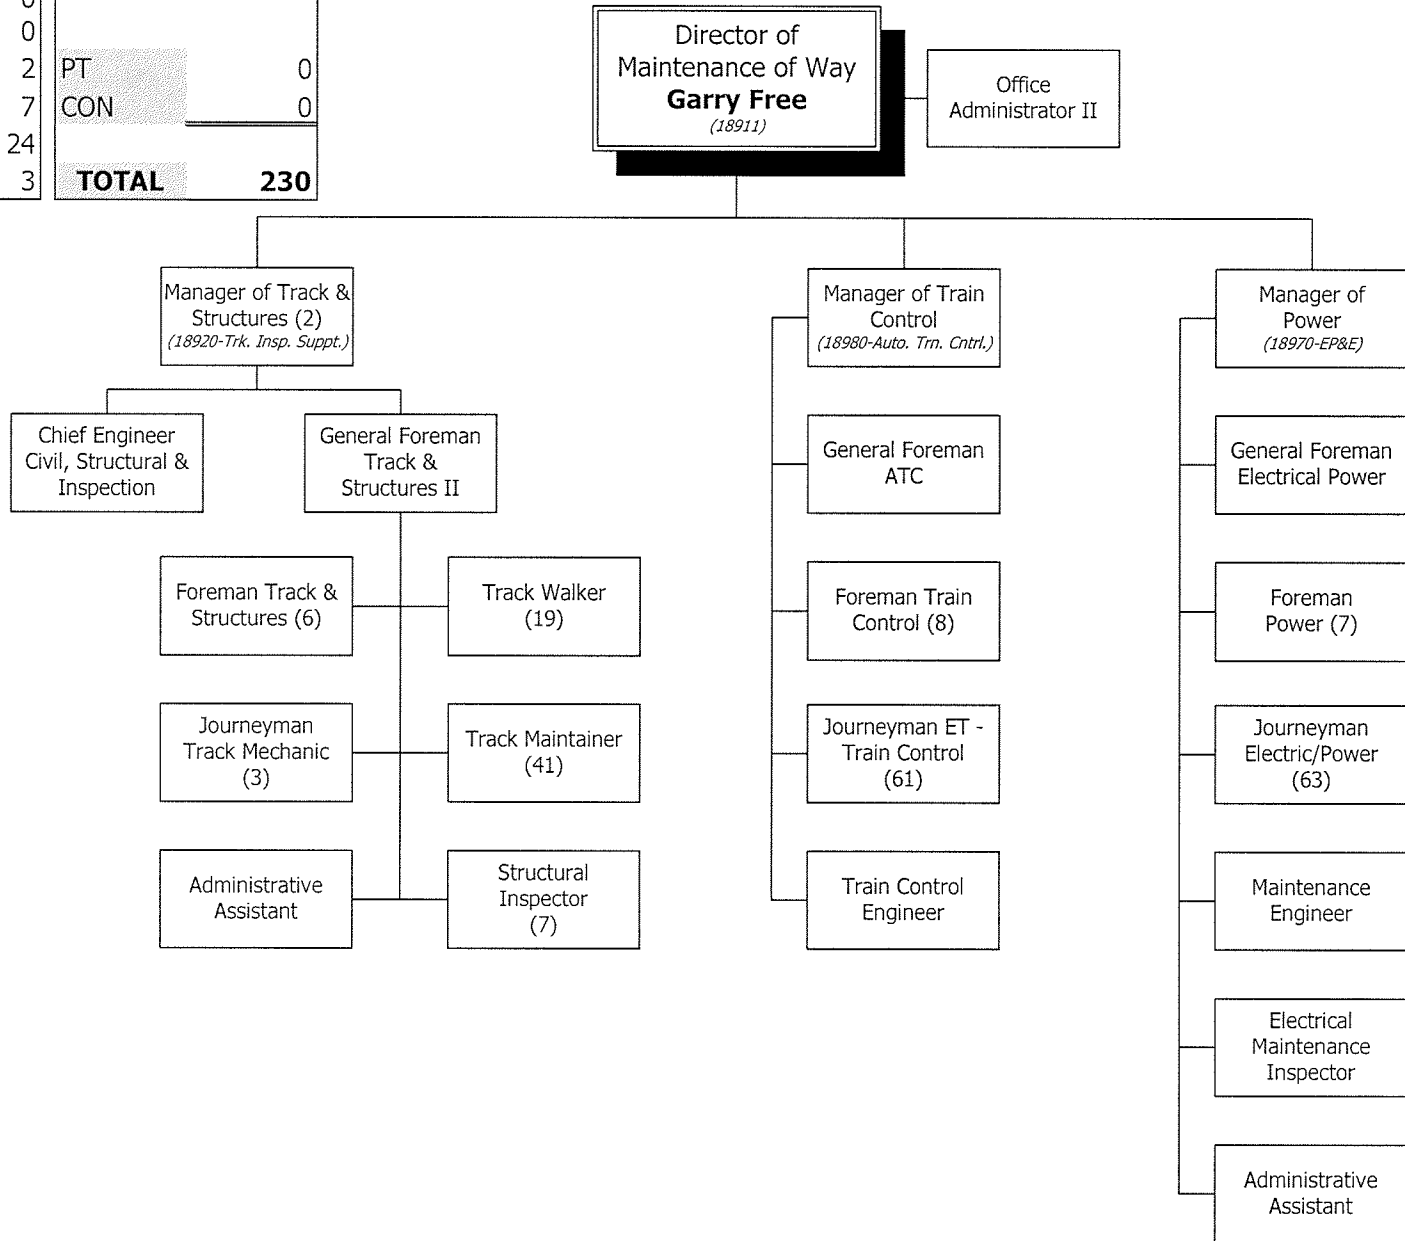 0
2
7
24
3
PT 0
CON 0
TOTAL 230
Director of
Maintenance of Way
Garry Free
(18911)
Office
Administrator II
Manager of Track &
Structures (2)
(18920-Trk. Insp. Suppt.)
Chief Engineer
Civil, Structural &
Inspection
General Foreman
Track &
Structures II
Foreman Track &
Structures (6)
Track Walker
(19)
Journeyman
Track Mechanic
(3)
Track Maintainer
(41)
Administrative
Assistant
Structural
Inspector
(7)
Manager of Train
Control
(18980-Auto. Trn. Cntrl.)
General Foreman
ATC
Foreman Train
Control (8)
Journeyman ET -
Train Control
(61)
Train Control
Engineer
Manager of
Power
(18970-EP&E)
General Foreman
Electrical Power
Foreman
Power (7)
Journeyman
Electric/Power
(63)
Maintenance
Engineer
Electrical
Maintenance
Inspector
Administrative
Assistant